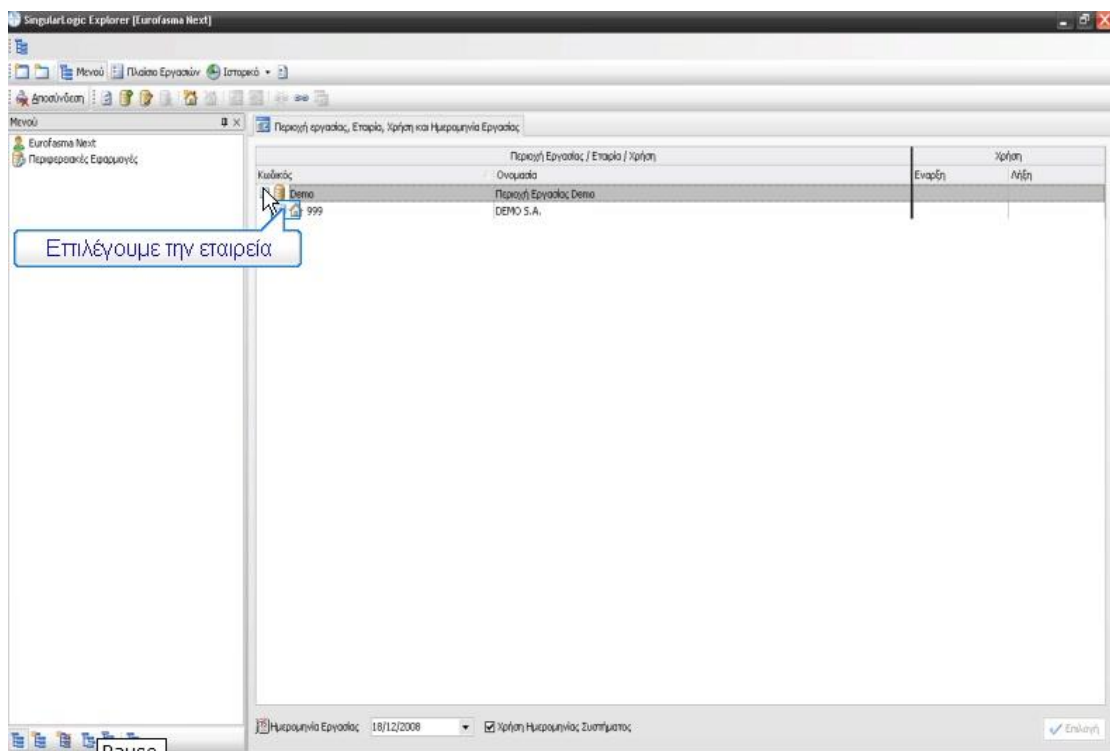 SingularLogic Explorer [Eurofasma Next]
Μενού Πλαίσιο Εργασιών Ιστορικό
Αποσύνδεση
Μενού
Eurofasma Next
Περιφερειακές Εφαρμογές
Περιοχή εργασίας, Εταιρία, Χρήση και Ημερομηνία Εργασίας
Περιοχή Εργασίας / Εταιρία / Χρήση
Χρήση
Κωδικός Ονομασία Εναρξη Λήξη
Demo Περιοχή Εργασίας Demo
999 DEMO S.A.
Επιλέγουμε την εταιρεία
Ημερομηνία Εργασίας 18/12/2008 Χρήση Ημερομηνίας Συστήματος
Επιλογή
Pause